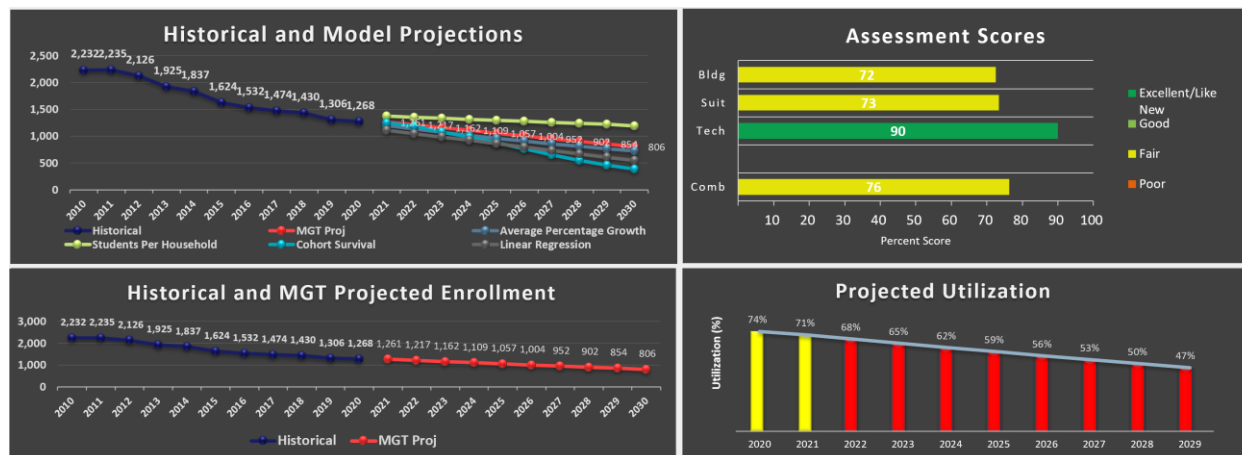 Historical and Model Projections
2,232 2,235 2,126 1,925 1,837 1,624 1,532 1,474 1,430 1,306 1,268
1,261 1,217 1,162 1,109 1,057 1,004 952 902 854 806
2,500
2,000
1,500
1,000
500
0
2010 2011 2012 2013 2014 2015 2016 2017 2018 2019 2020 2021 2022 2023 2024 2025 2026 2027 2028 2029 2030
Historical MGT Proj Average Percentage Growth
Students Per Household Cohort Survival Linear Regression
Assessment Scores
Bldg 72
Suit 73
Tech 90
Comb 76
10 20 30 40 50 60 70 80 90 100
Percent Score
Excellent/Like
New
Good
Fair
Poor
Historical and MGT Projected Enrollment
3,000
2,000
1,000
0
2,232 2,235 2,126 1,925 1,837 1,624 1,532 1,474 1,430 1,306 1,268 1,261 1,217 1,162 1,109 1,057 1,004 952 902 854 806
2010 2011 2012 2013 2014 2015 2016 2017 2018 2019 2020 2021 2022 2023 2024 2025 2026 2027 2028 2029 2030
Historical MGT Proj
Projected Utilization
Utilization (%)
74% 71% 68% 65% 62% 59% 56% 53% 50% 47%
2020 2021 2022 2023 2024 2025 2026 2027 2028 2029